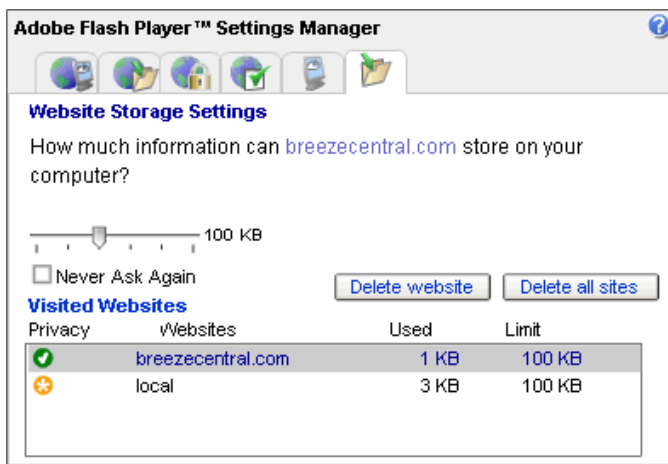 Adobe Flash Player™ Settings Manager
?
Website Storage Settings
How much information can breezecentral.com store on your
computer?
100 KB
Never Ask Again
Delete website Delete all sites
Visited Websites
Privacy Websites Used Limit
breezecentral.com 1 KB 100 KB
local 3 KB 100 KB